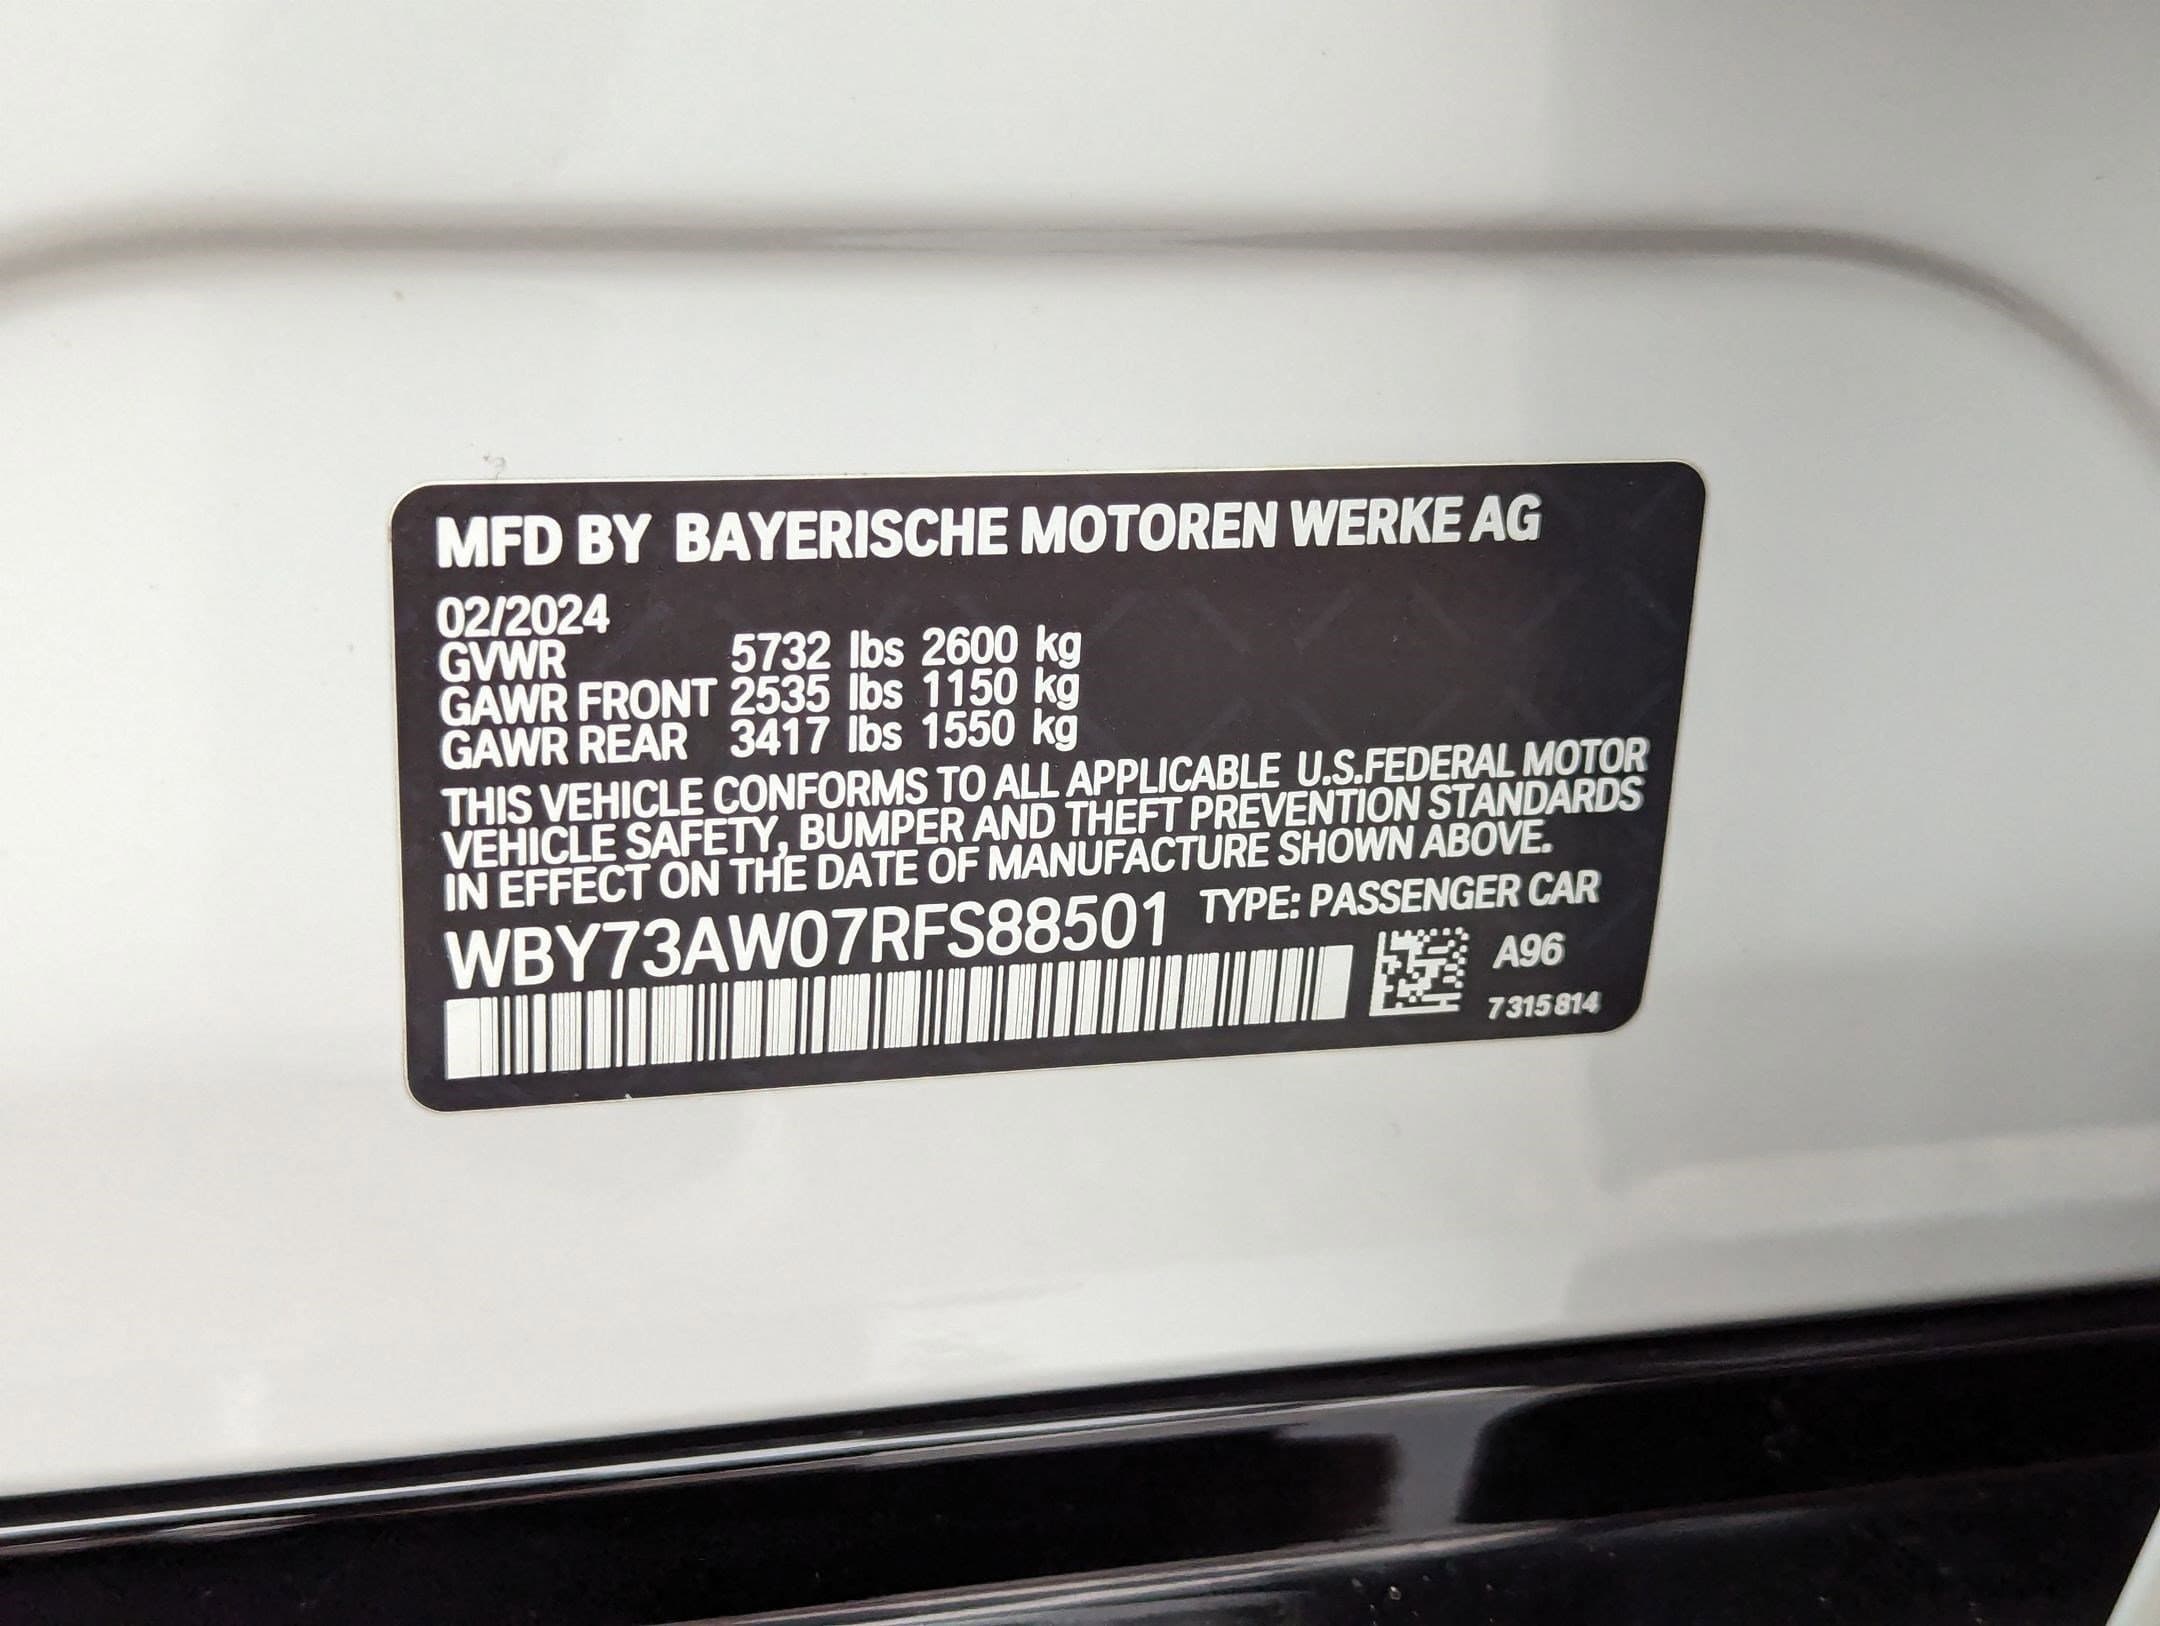 MFD BY BAYERISCHE MOTOREN WERKE AG
02/2024
GVWR 5732 lbs 2600 kg
GAWR FRONT 2535 lbs 1150 kg
GAWR REAR 3417 lbs 1550 kg
THIS VEHICLE CONFORMS TO ALL APPLICABLE U.S.FEDERAL MOTOR
VEHICLE SAFETY, BUMPER AND THEFT PREVENTION STANDARDS
IN EFFECT ON THE DATE OF MANUFACTURE SHOWN ABOVE.
WBY73AW07RFS88501 TYPE: PASSENGER CAR
A96
7 315 814